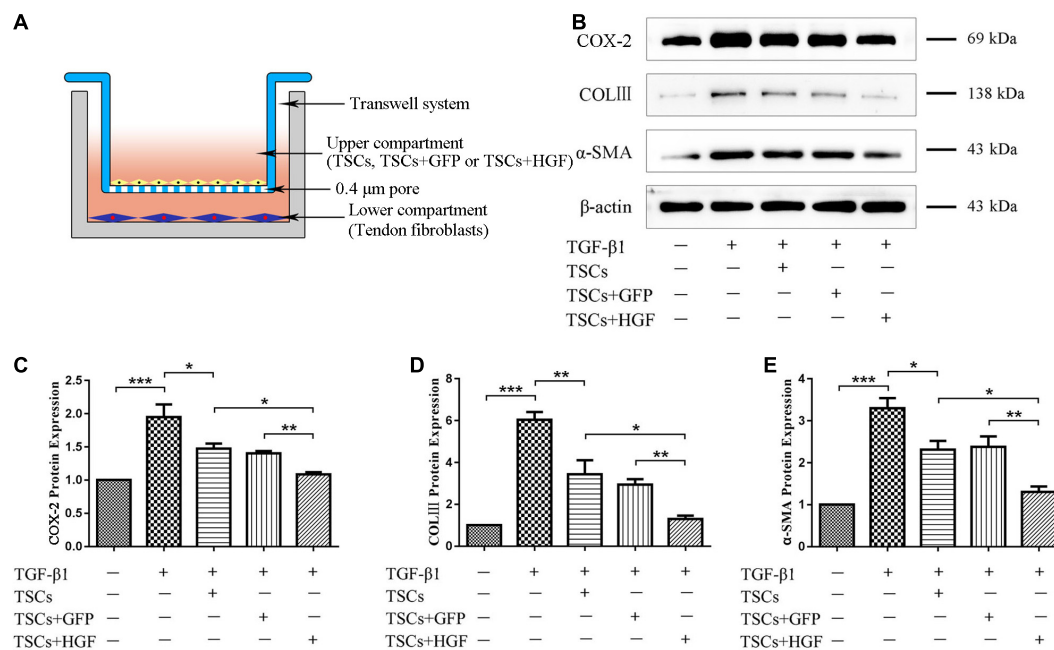 A
Transwell system
Upper compartment
(TSCs, TSCs+GFP or TSCs+HGF)
0.4 μm pore
Lower compartment
(Tendon fibroblasts)
B
COX-2 69 kDa
COLⅢ 138 kDa
α-SMA 43 kDa
β-actin 43 kDa
TGF-β1 — + + + +
TSCs — — + — —
TSCs+GFP — — — + —
TSCs+HGF — — — — +
C
COX-2 Protein Expression
2.5
2.0
1.5
1.0
0.5
0.0
***
*
*
**
TGF-β1 — + + + +
TSCs — — + — —
TSCs+GFP — — — + —
TSCs+HGF — — — — +
D
COLⅢ Protein Expression
8
6
4
2
0
***
**
*
**
TGF-β1 — + + + +
TSCs — — + — —
TSCs+GFP — — — + —
TSCs+HGF — — — — +
E
α-SMA Protein Expression
4
3
2
1
0
***
*
*
**
TGF-β1 — + + + +
TSCs — — + — —
TSCs+GFP — — — + —
TSCs+HGF — — — — +